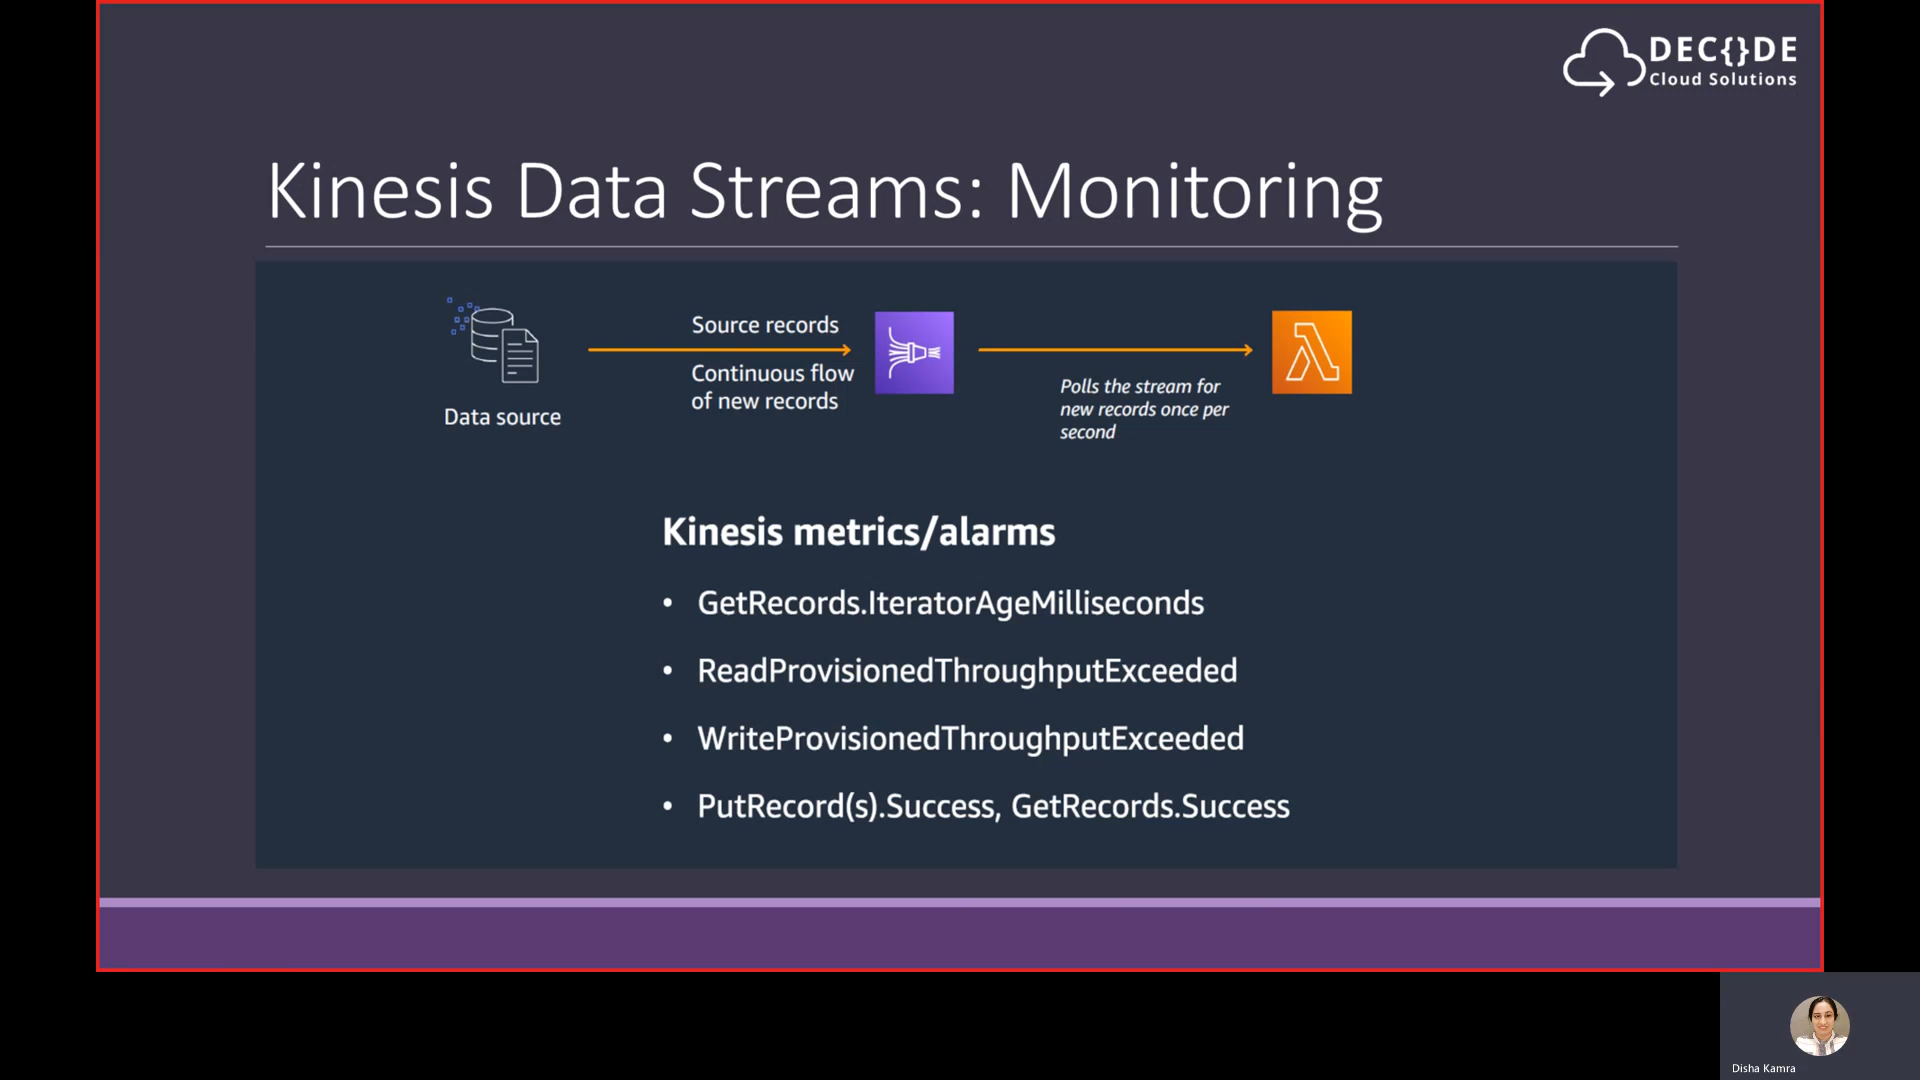 DEC{}DE
Cloud Solutions
Kinesis Data Streams: Monitoring
Source records
Continuous flow
of new records
Data source
Polls the stream for
new records once per
second
Kinesis metrics/alarms
• GetRecords.IteratorAgeMilliseconds
• ReadProvisionedThroughputExceeded
• WriteProvisionedThroughputExceeded
• PutRecord(s).Success, GetRecords.Success
Disha Kamra